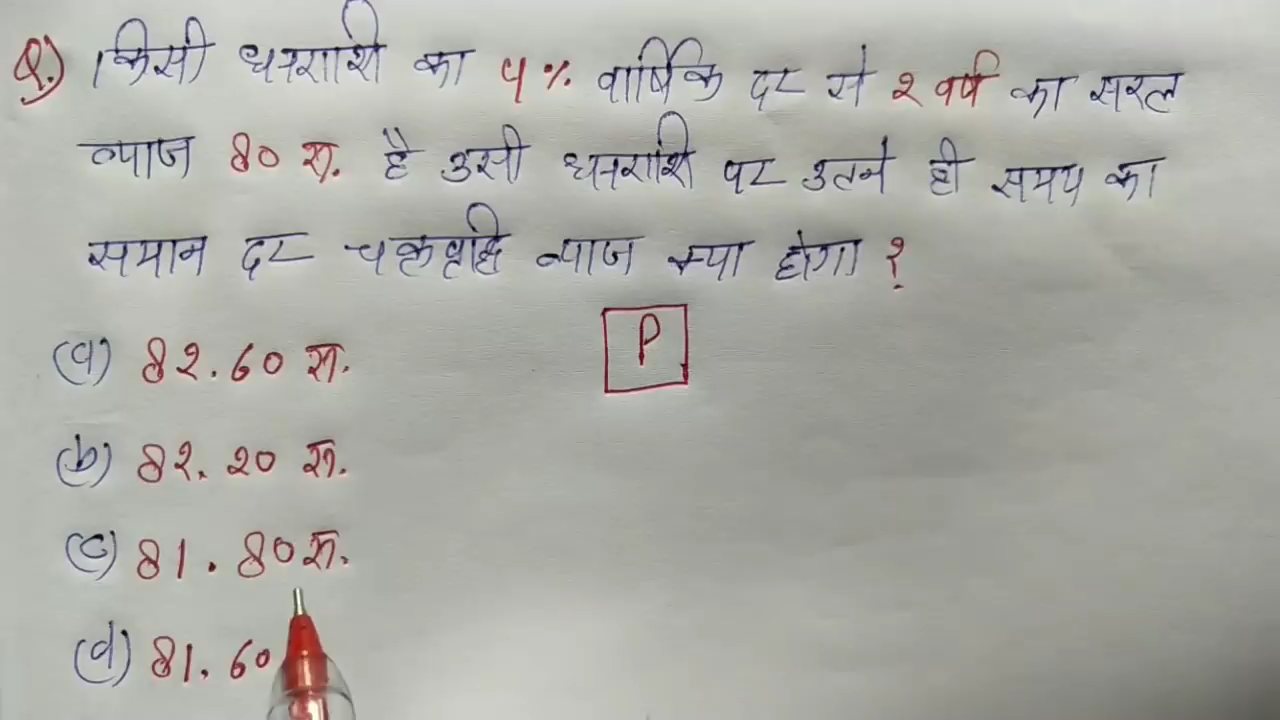 Q.) किसी धनराशि का 4% वार्षिक दर से 2 वर्ष का सरल
ब्याज 80 रू. है उसी धनराशि पर उतने ही समय का
समान दर चक्रवृद्धि ब्याज क्या होगा ?
P
(a) 82.60 रू.
(b) 82.20 रू.
(c) 81.80 रू.
(d) 81.60